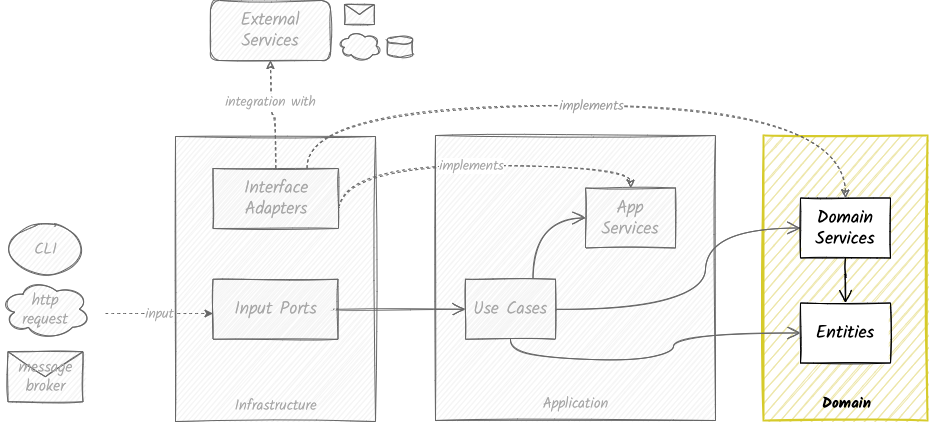 External
Services
integration with
implements
implements
Interface
Adapters
App
Services
Domain
Services
CLI
http
request
input
Input Ports
Use Cases
Entities
message
broker
Infrastructure
Application
Domain